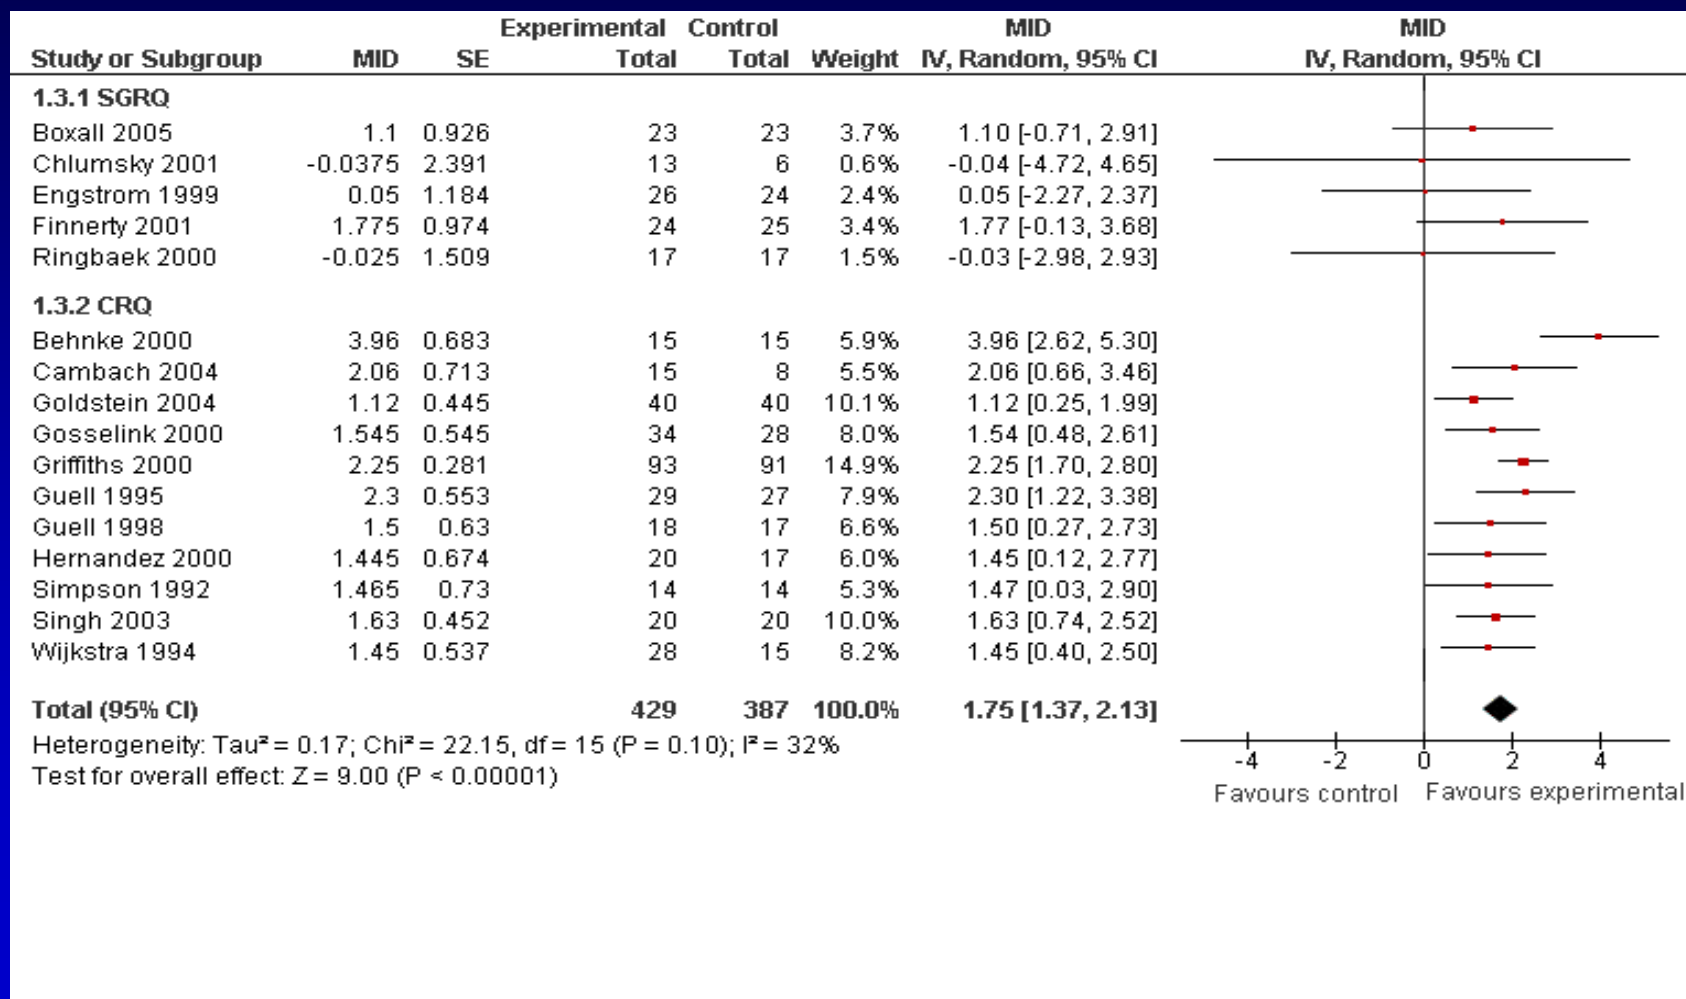 Experimental Control MID MID
Study or Subgroup MID SE Total Total Weight IV, Random, 95% CI IV, Random, 95% CI
1.3.1 SGRQ
Boxall 2005 1.1 0.926 23 23 3.7% 1.10 [-0.71, 2.91]
Chlumsky 2001 -0.0375 2.391 13 6 0.6% -0.04 [-4.72, 4.65]
Engstrom 1999 0.05 1.184 26 24 2.4% 0.05 [-2.27, 2.37]
Finnerty 2001 1.775 0.974 24 25 3.4% 1.77 [-0.13, 3.68]
Ringbaek 2000 -0.025 1.509 17 17 1.5% -0.03 [-2.98, 2.93]
1.3.2 CRQ
Behnke 2000 3.96 0.683 15 15 5.9% 3.96 [2.62, 5.30]
Cambach 2004 2.06 0.713 15 8 5.5% 2.06 [0.66, 3.46]
Goldstein 2004 1.12 0.445 40 40 10.1% 1.12 [0.25, 1.99]
Gosselink 2000 1.545 0.545 34 28 8.0% 1.54 [0.48, 2.61]
Griffiths 2000 2.25 0.281 93 91 14.9% 2.25 [1.70, 2.80]
Guell 1995 2.3 0.553 29 27 7.9% 2.30 [1.22, 3.38]
Guell 1998 1.5 0.63 18 17 6.6% 1.50 [0.27, 2.73]
Hernandez 2000 1.445 0.674 20 17 6.0% 1.45 [0.12, 2.77]
Simpson 1992 1.465 0.73 14 14 5.3% 1.47 [0.03, 2.90]
Singh 2003 1.63 0.452 20 20 10.0% 1.63 [0.74, 2.52]
Wijkstra 1994 1.45 0.537 28 15 8.2% 1.45 [0.40, 2.50]
Total (95% CI) 429 387 100.0% 1.75 [1.37, 2.13]
Heterogeneity: Tau² = 0.17; Chi² = 22.15, df = 15 (P = 0.10); I² = 32%
Test for overall effect: Z = 9.00 (P < 0.00001)
-4 -2 0 2 4
Favours control Favours experimental